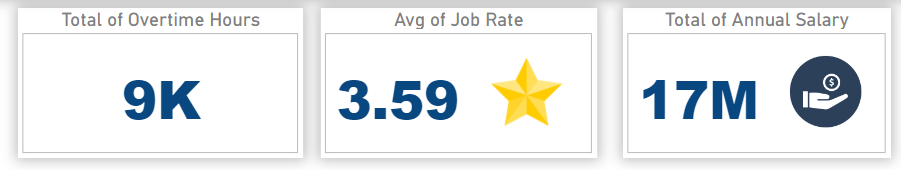 Total of Overtime Hours
9K
Avg of Job Rate
3.59
Total of Annual Salary
17M
$